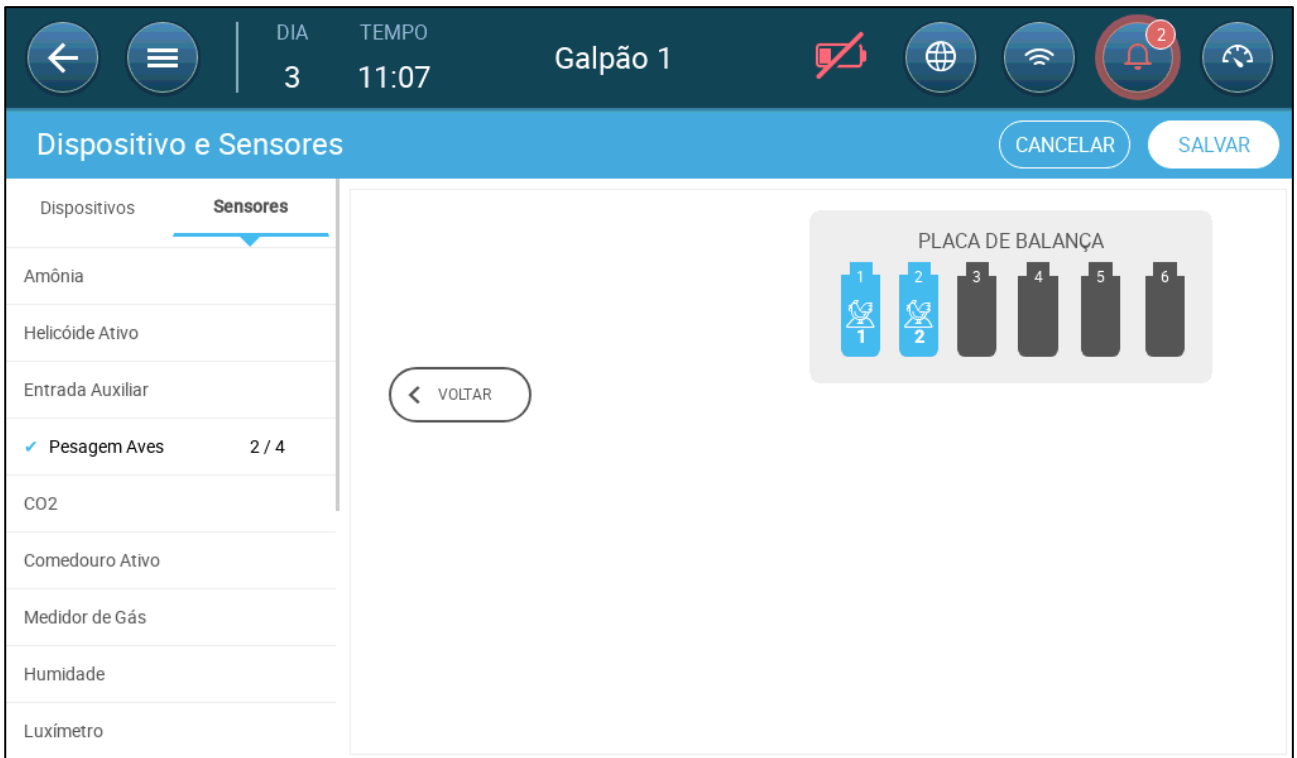 DIA
TEMPO
3
11:07
Galpão 1
2
Dispositivo e Sensores
CANCELAR
SALVAR
Dispositivos
Sensores
Amônia
Helicóide Ativo
Entrada Auxiliar
Pesagem Aves 2 / 4
CO2
Comedouro Ativo
Medidor de Gás
Humidade
Luxímetro
VOLTAR
PLACA DE BALANÇA
1 2 3 4 5 6
1 2